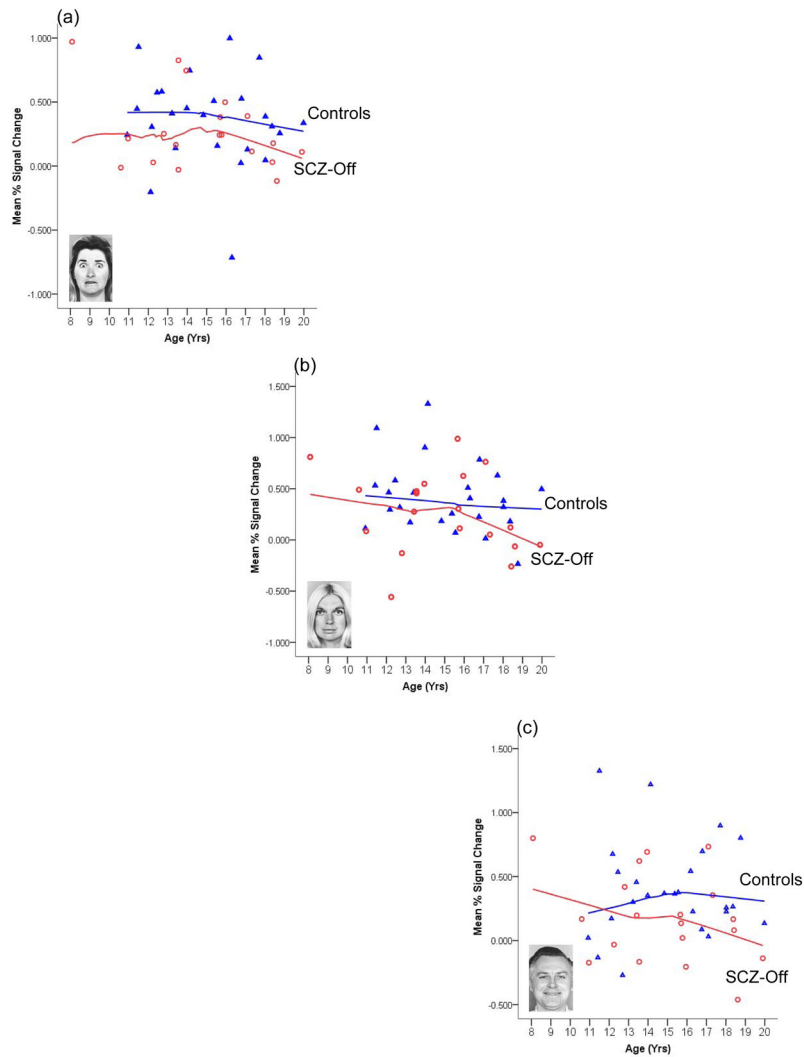 (a)
1.000
0.500
0.000
-0.500
-1.000
Mean % Signal Change
Controls
SCZ-Off
8 9 10 11 12 13 14 15 16 17 18 19 20
Age (Yrs)
(b)
1.500
1.000
0.500
0.000
-0.500
-1.000
Mean % Signal Change
Controls
SCZ-Off
8 9 10 11 12 13 14 15 16 17 18 19 20
Age (Yrs)
(c)
1.500
1.000
0.500
0.000
-0.500
Mean % Signal Change
Controls
SCZ-Off
8 9 10 11 12 13 14 15 16 17 18 19 20
Age (Yrs)